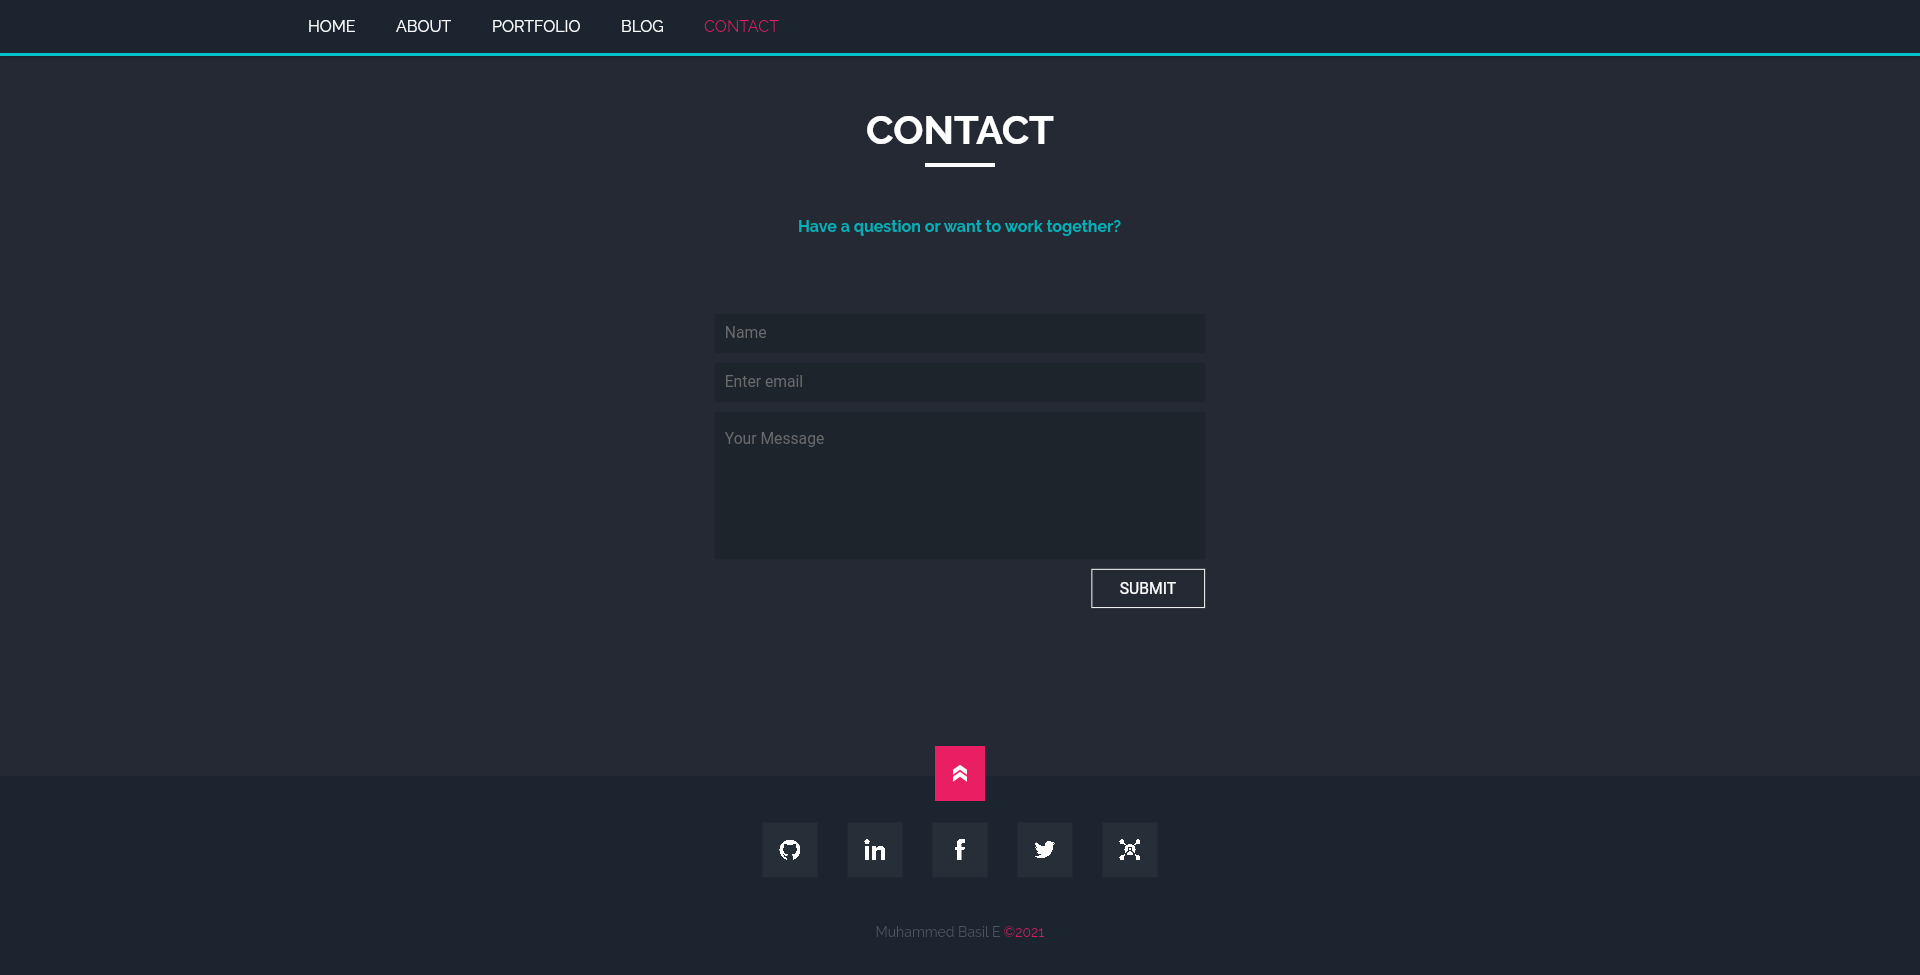 HOME ABOUT PORTFOLIO BLOG CONTACT
CONTACT
Have a question or want to work together?
Name
Enter email
Your Message
SUBMIT
Muhammed Basil E ©2021